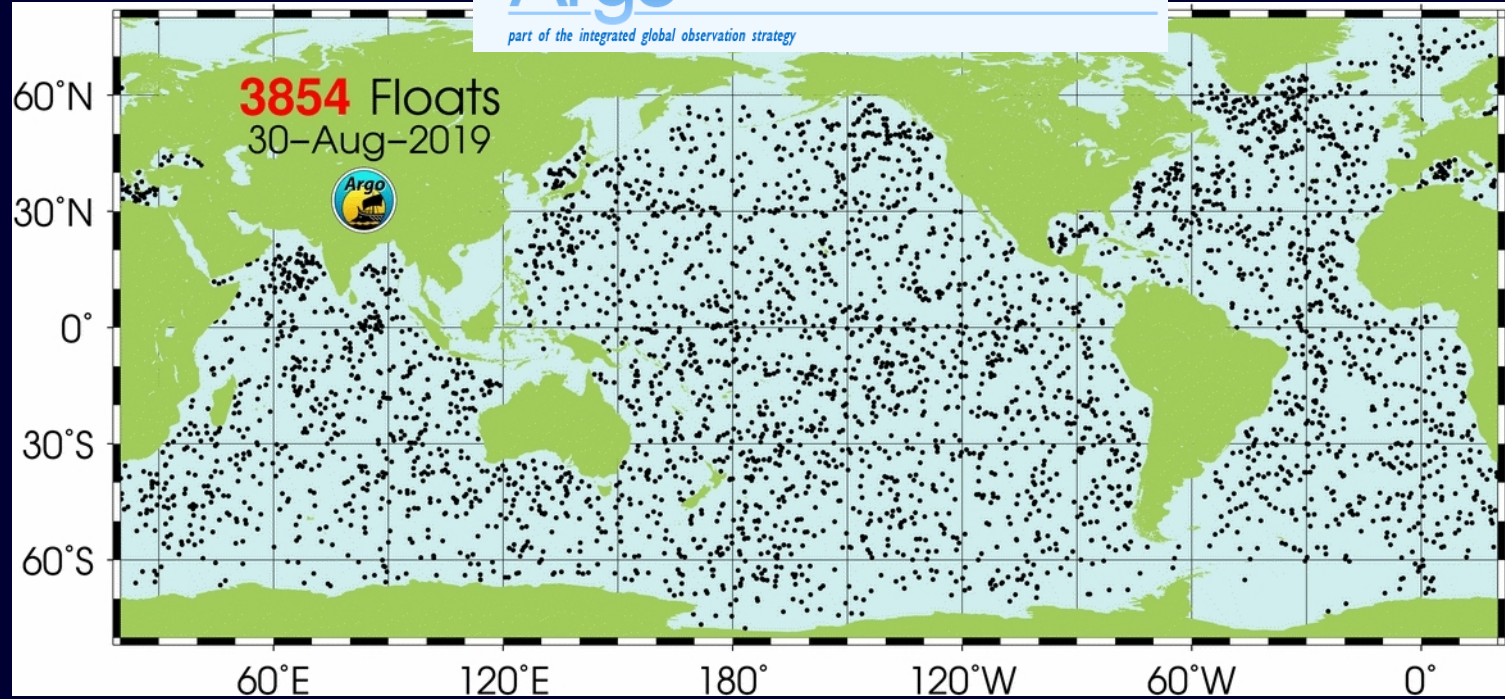 Argo
part of the integrated global observation strategy
60°N
3854 Floats
30–Aug–2019
Argo
30°N
0°
30°S
60°S
60°E 120°E 180° 120°W 60°W 0°